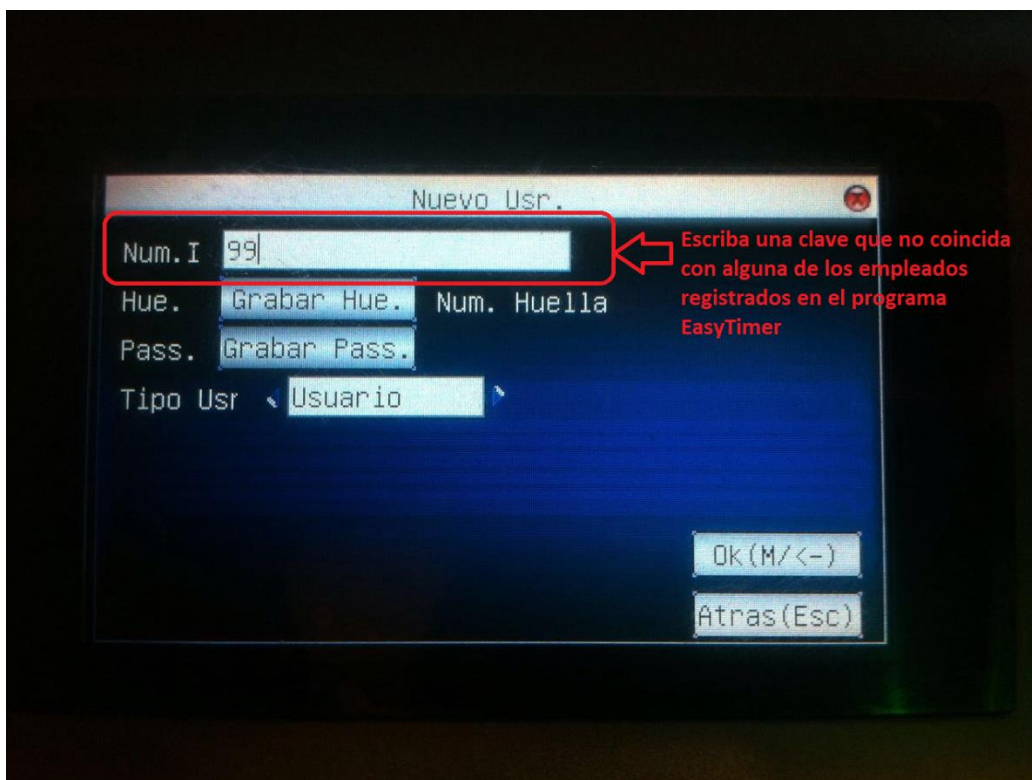 Nuevo Usr.
Num.I 99
Escriba una clave que no coincida
con alguna de los empleados
registrados en el programa
EasyTimer
Hue. Grabar Hue. Num. Huella
Pass. Grabar Pass.
Tipo Usr Usuario
OK(M/<-)
Atras(Esc)